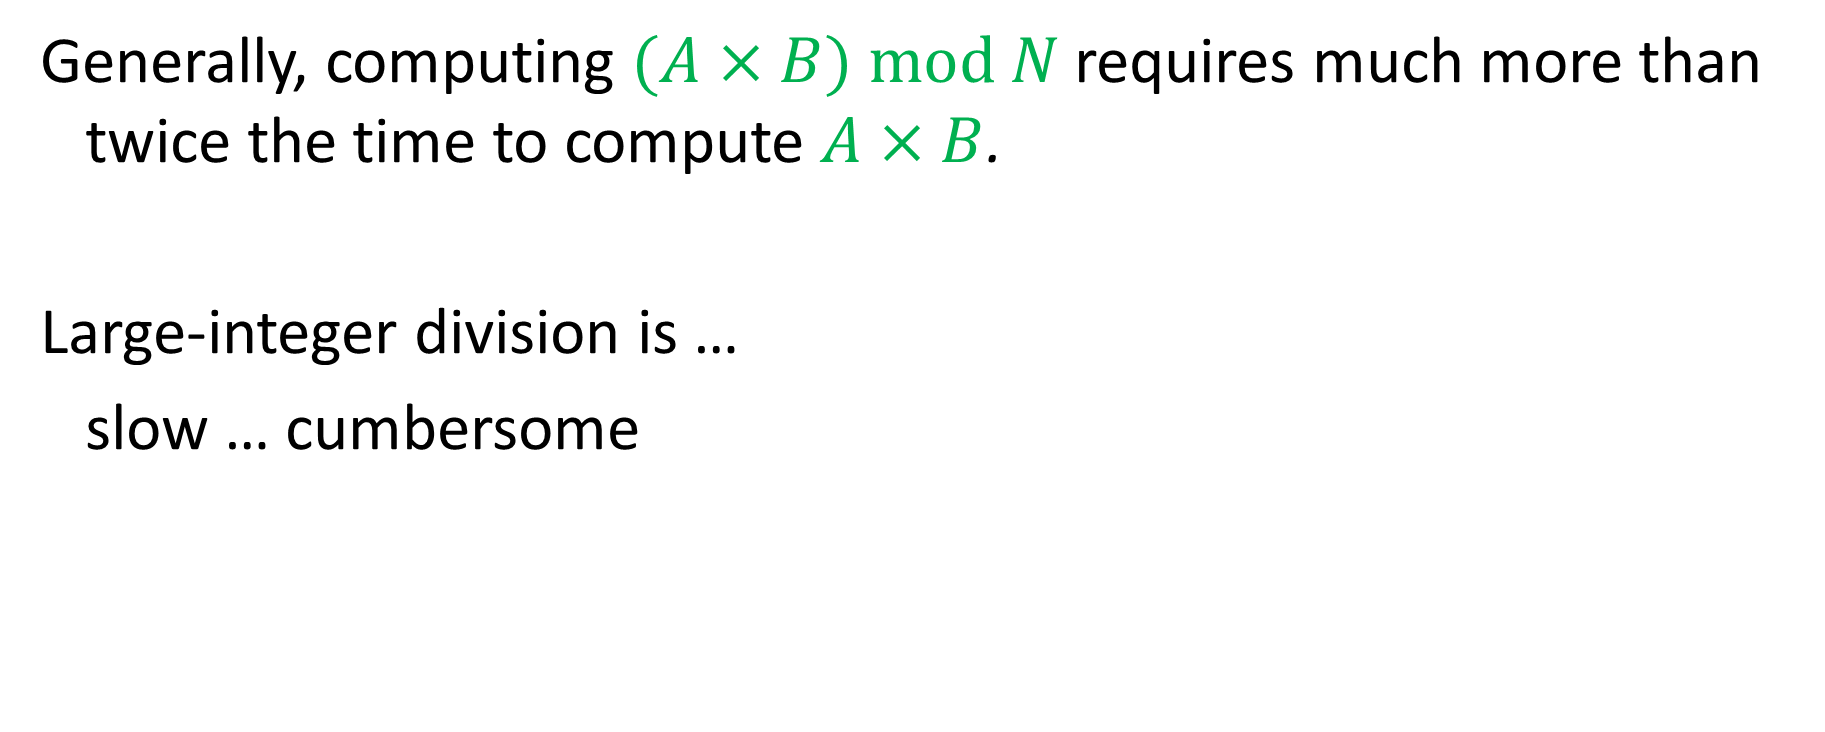 Generally, computing (A × B) mod N requires much more than
twice the time to compute A × B.
Large-integer division is …
slow … cumbersome